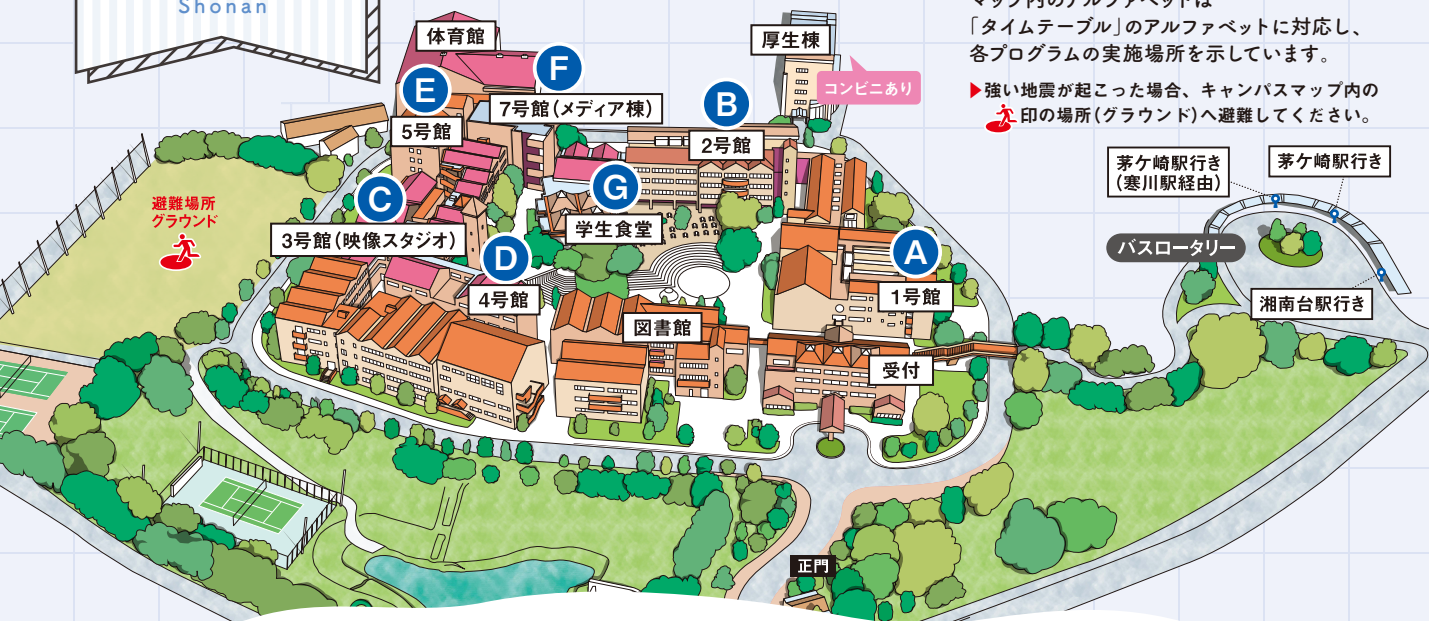 Shonan
マップ内のアルファベットは
「タイムテーブル」のアルファベットに対応し、
各プログラムの実施場所を示しています。
▶強い地震が起こった場合、キャンパスマップ内の
印の場所(グラウンド)へ避難してください。
体育館
厚生棟
コンビニあり
F
E
7号館(メディア棟)
B
5号館
2号館
茅ケ崎駅行き
(寒川駅経由)
茅ケ崎駅行き
避難場所
グラウンド
C
G
3号館(映像スタジオ)
学生食堂
バスロータリー
D
A
4号館
1号館
湘南台駅行き
図書館
受付
正門